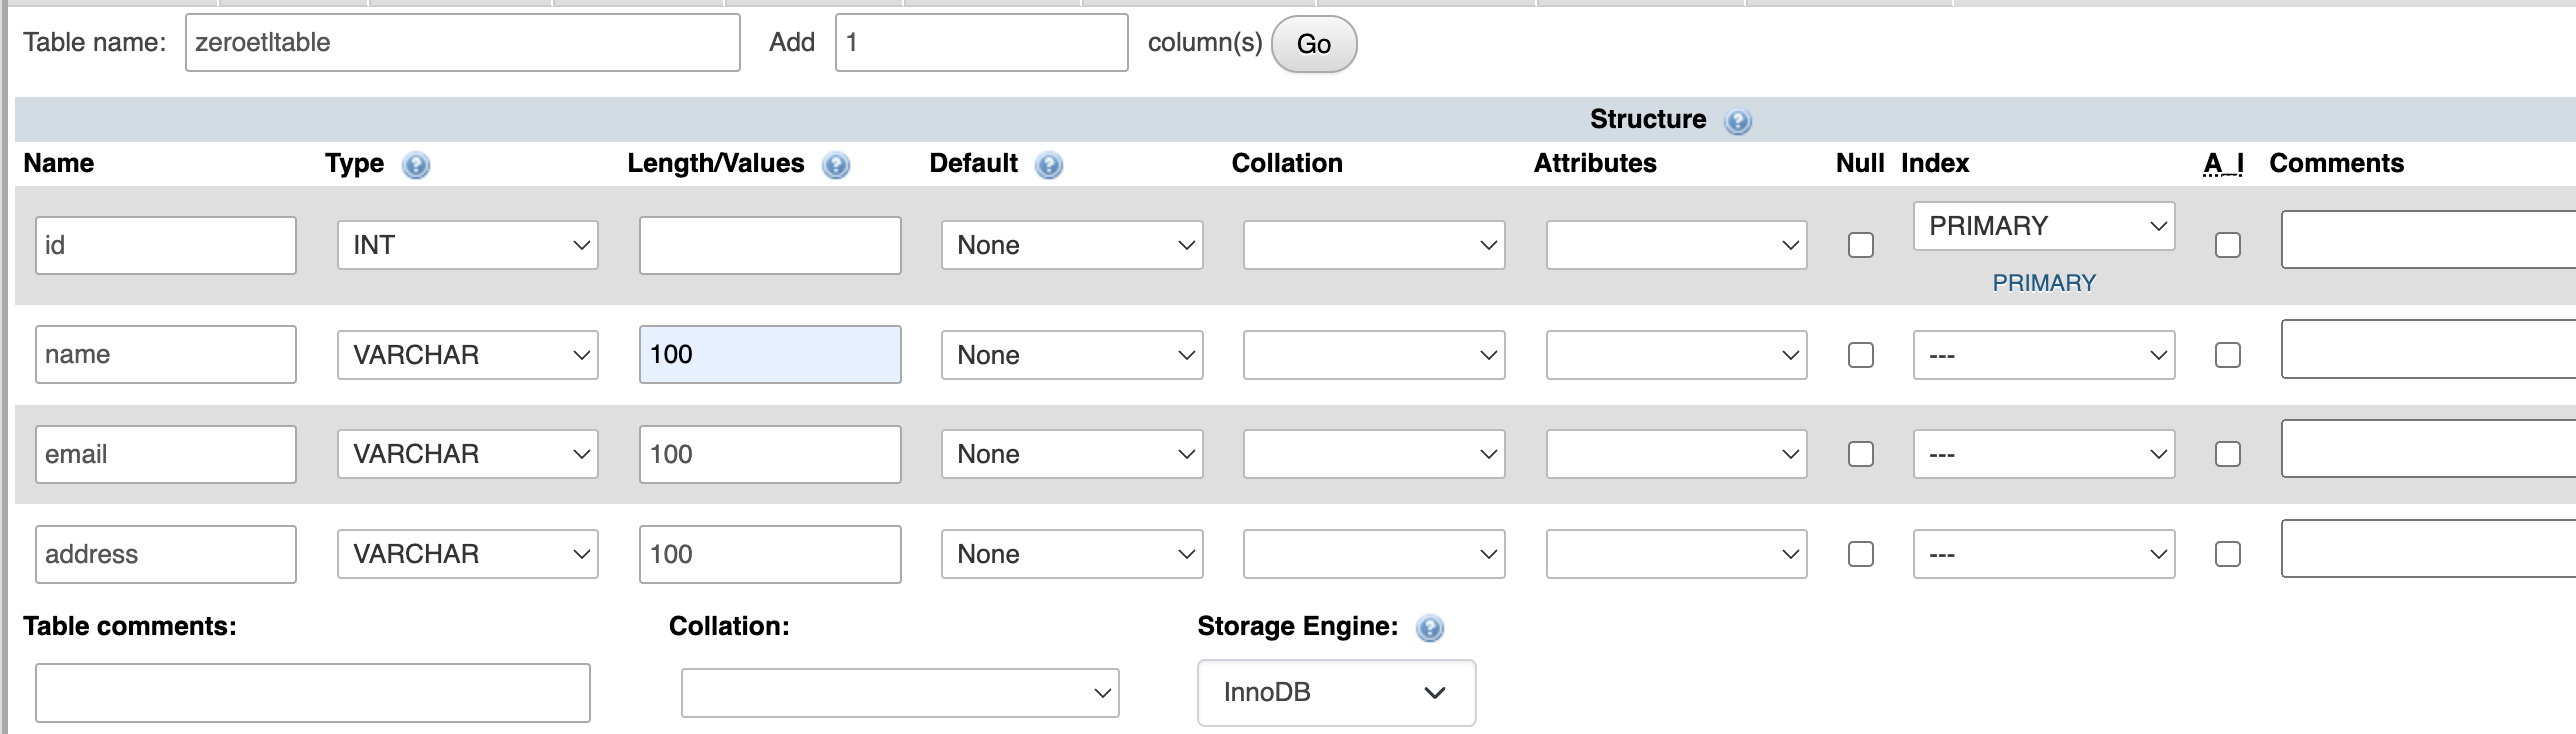 Table name: zeroetltable Add 1 column(s) Go
Structure
Name Type Length/Values Default Collation Attributes Null Index A_I Comments
id INT None PRIMARY
PRIMARY
name VARCHAR 100 None ---
email VARCHAR 100 None ---
address VARCHAR 100 None ---
Table comments: Collation: Storage Engine:
InnoDB